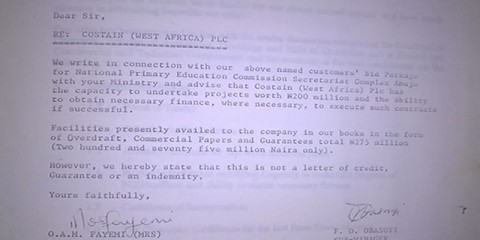 Dear Sir,
RE: COSTAIN (WEST AFRICA) PLC
We write in connection with our above named customers' Bid Package
for National Primary Education Commission Secretariat Complex Abuja
with your Ministry and advise that Costain (West Africa) Plc has
the capacity to undertake projects worth ₦200 million and the ability
to obtain necessary finance, where necessary, to execute such contracts
if successful.
Facilities presently availed to the company in our books in the form
of Overdraft, Commercial Papers and Guarantees total ₦275 million
(Two hundred and seventy five million Naira only).
However, we hereby state that this is not a letter of credit,
Guarantee or an indemnity.
Yours faithfully,
O.A.M. FAYEMI (MRS)
F. O. OBASUYI